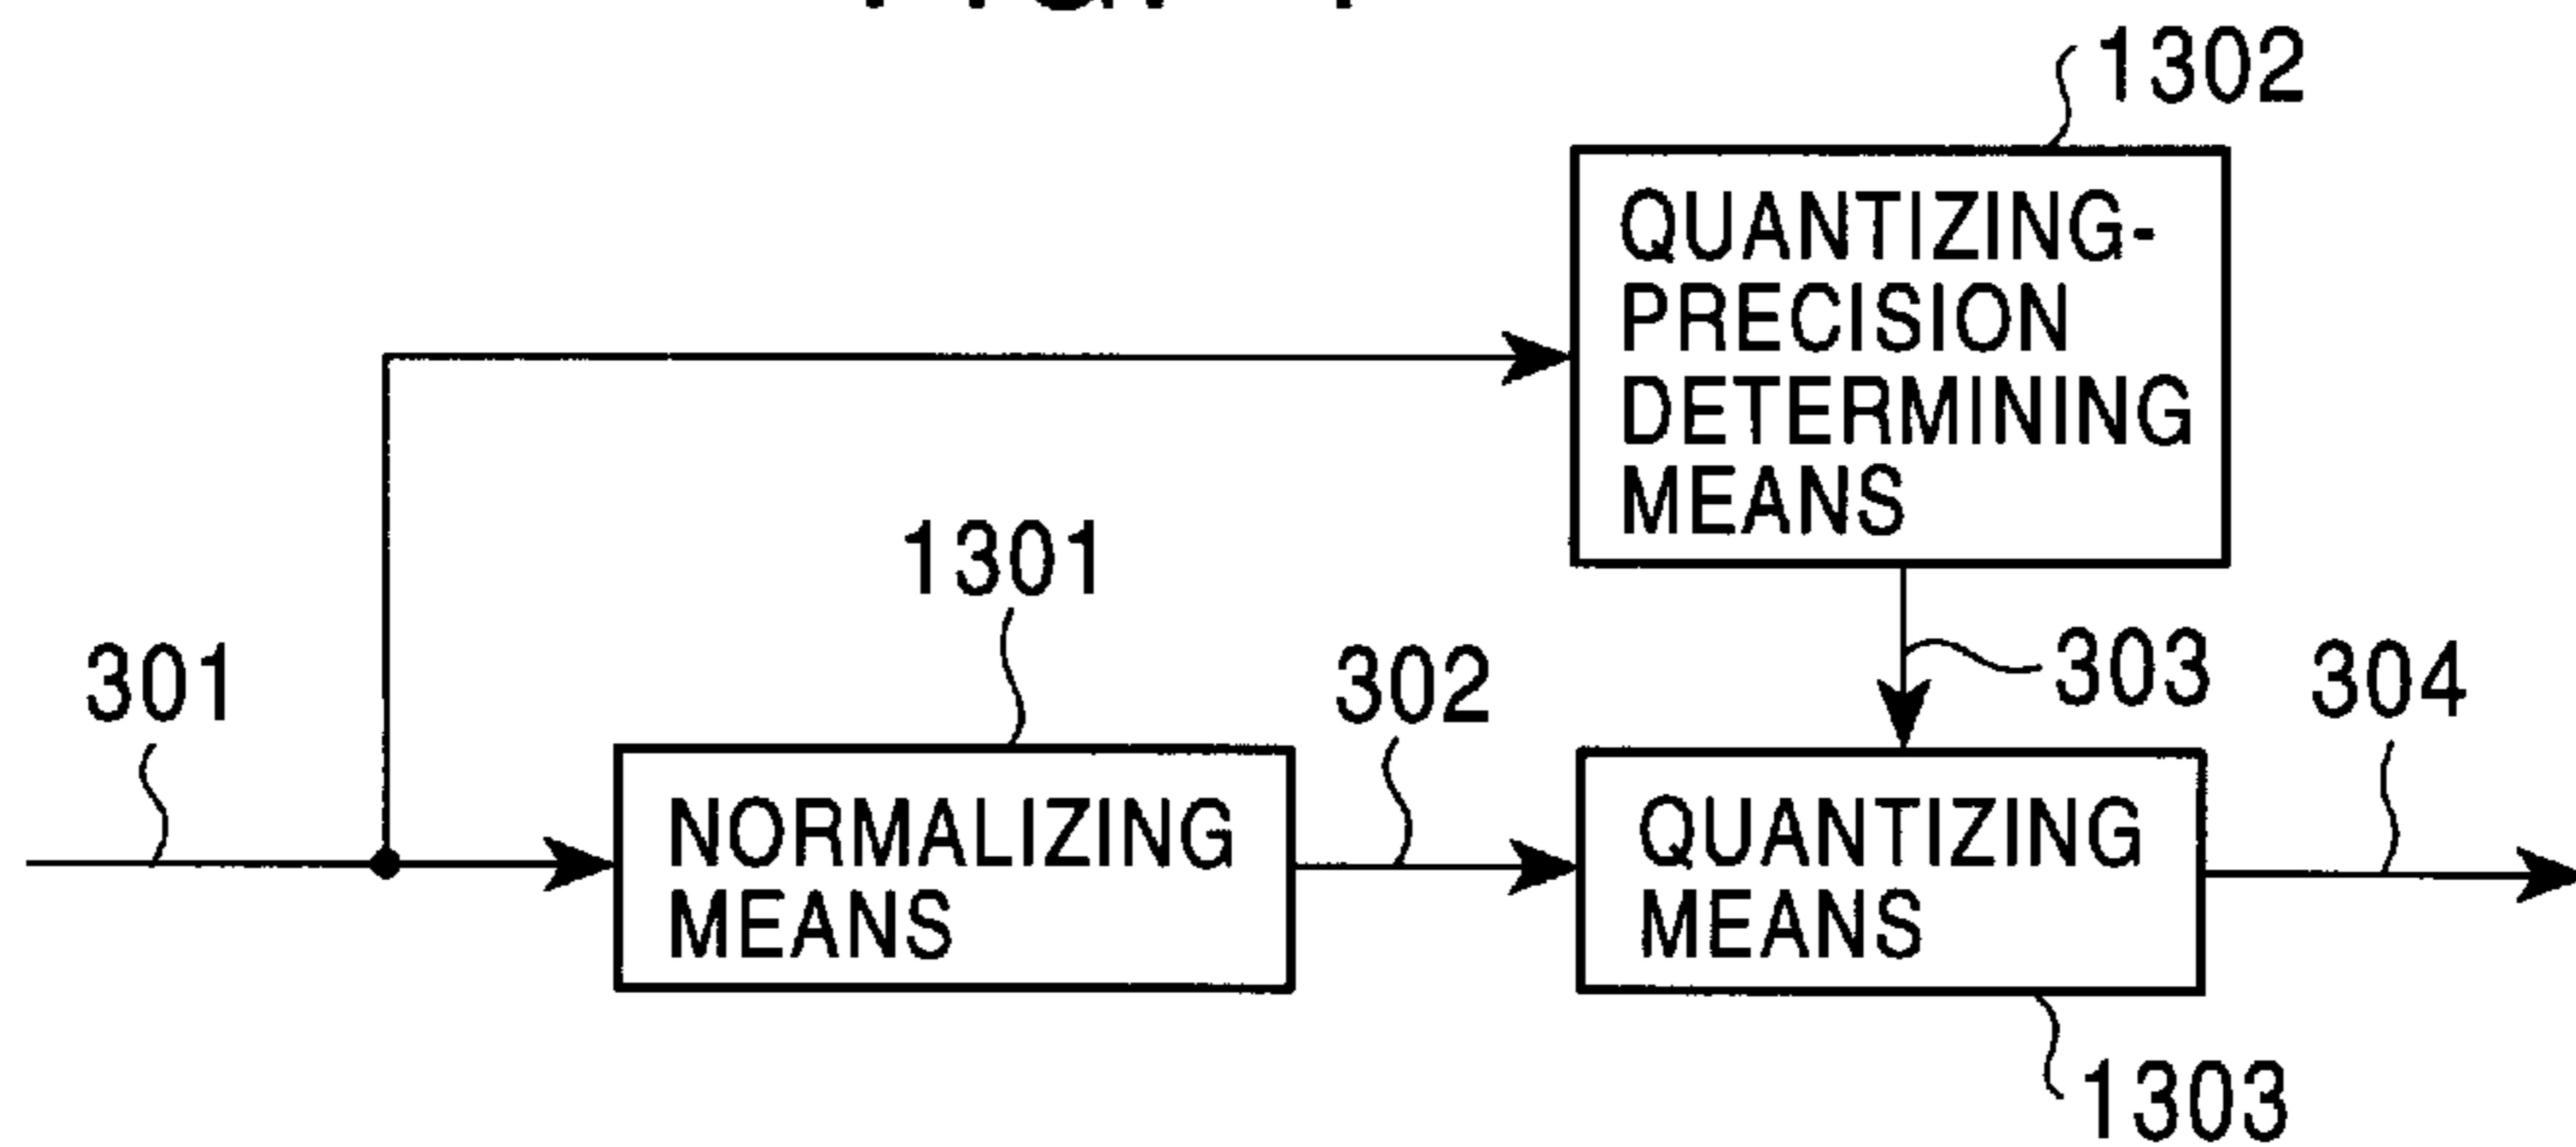 1302
QUANTIZING-
PRECISION
DETERMINING
MEANS
1301
301
302
303
304
NORMALIZING
MEANS
QUANTIZING
MEANS
1303